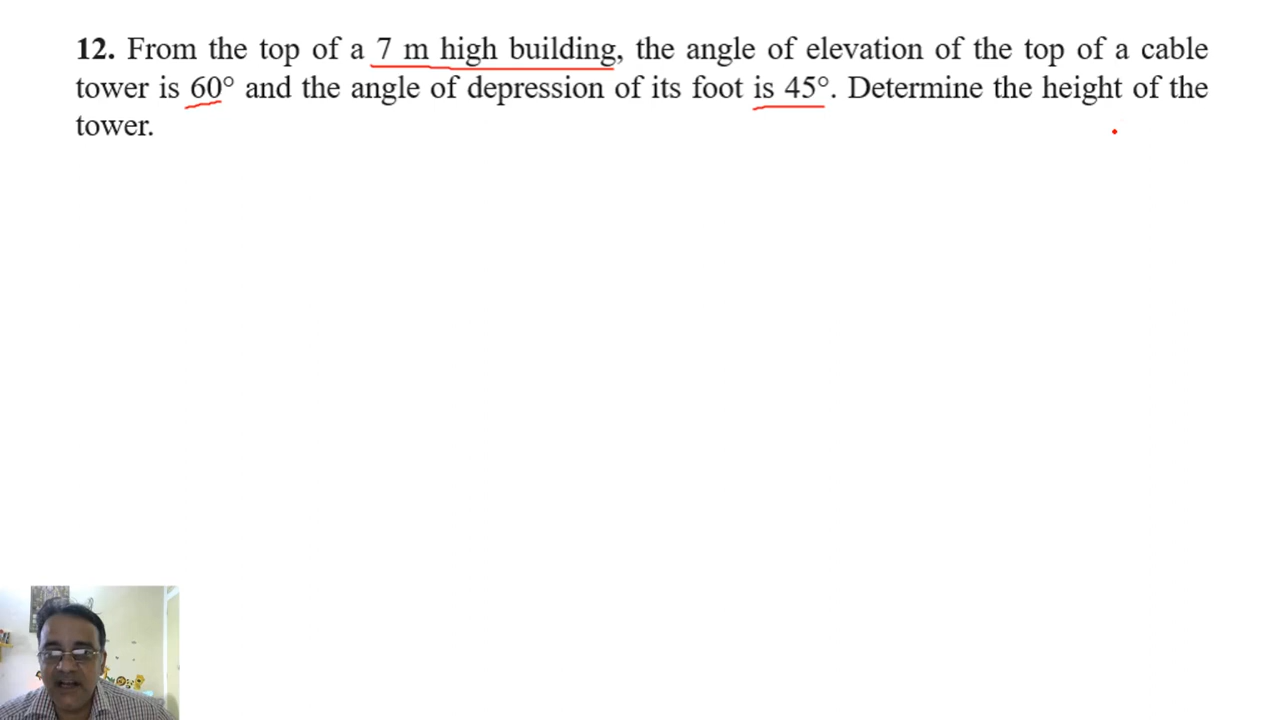 12. From the top of a 7 m high building, the angle of elevation of the top of a cable
tower is 60° and the angle of depression of its foot is 45°. Determine the height of the
tower.